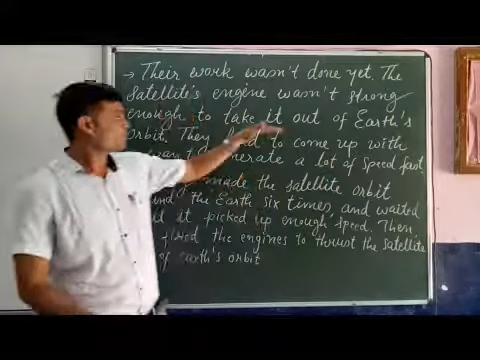 → Their work wasn't done yet. The
Satellite's engine wasn't strong
enough to take it out of Earth's
orbit. They had to come up with
generate a lot of speed fast.
made the satellite orbit
the Earth six times and waited
it picked up enough speed. Then
fired the engines to thrust the satellite
of earth's orbit